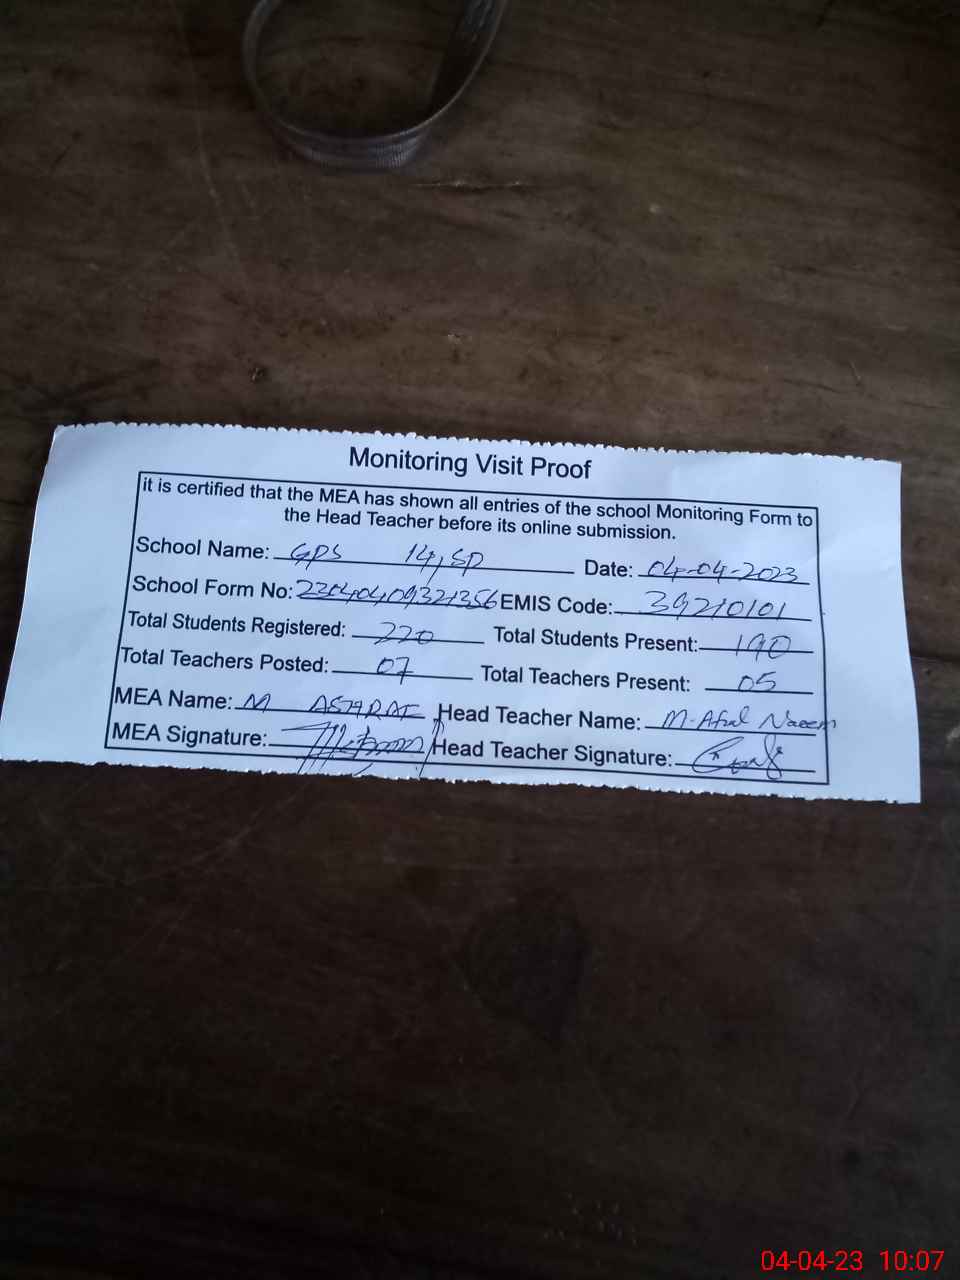 Monitoring Visit Proof
it is certified that the MEA has shown all entries of the school Monitoring Form to
the Head Teacher before its online submission.
School Name: GPS 14, SP Date: 04-04-2023
School Form No: 23040409321356 EMIS Code: 39210101
Total Students Registered: 220 Total Students Present: 190
Total Teachers Posted: 07 Total Teachers Present: 05
MEA Name: M Head Teacher Name: M. Afzal Naeem
MEA Signature: Head Teacher Signature:
04-04-23 10:07